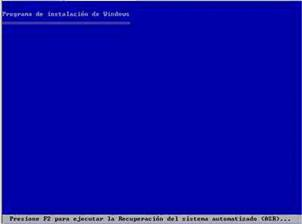 Programa de instalación de Windows
Presione F2 para ejecutar la Recuperación del sistema automatizado (ASR)...